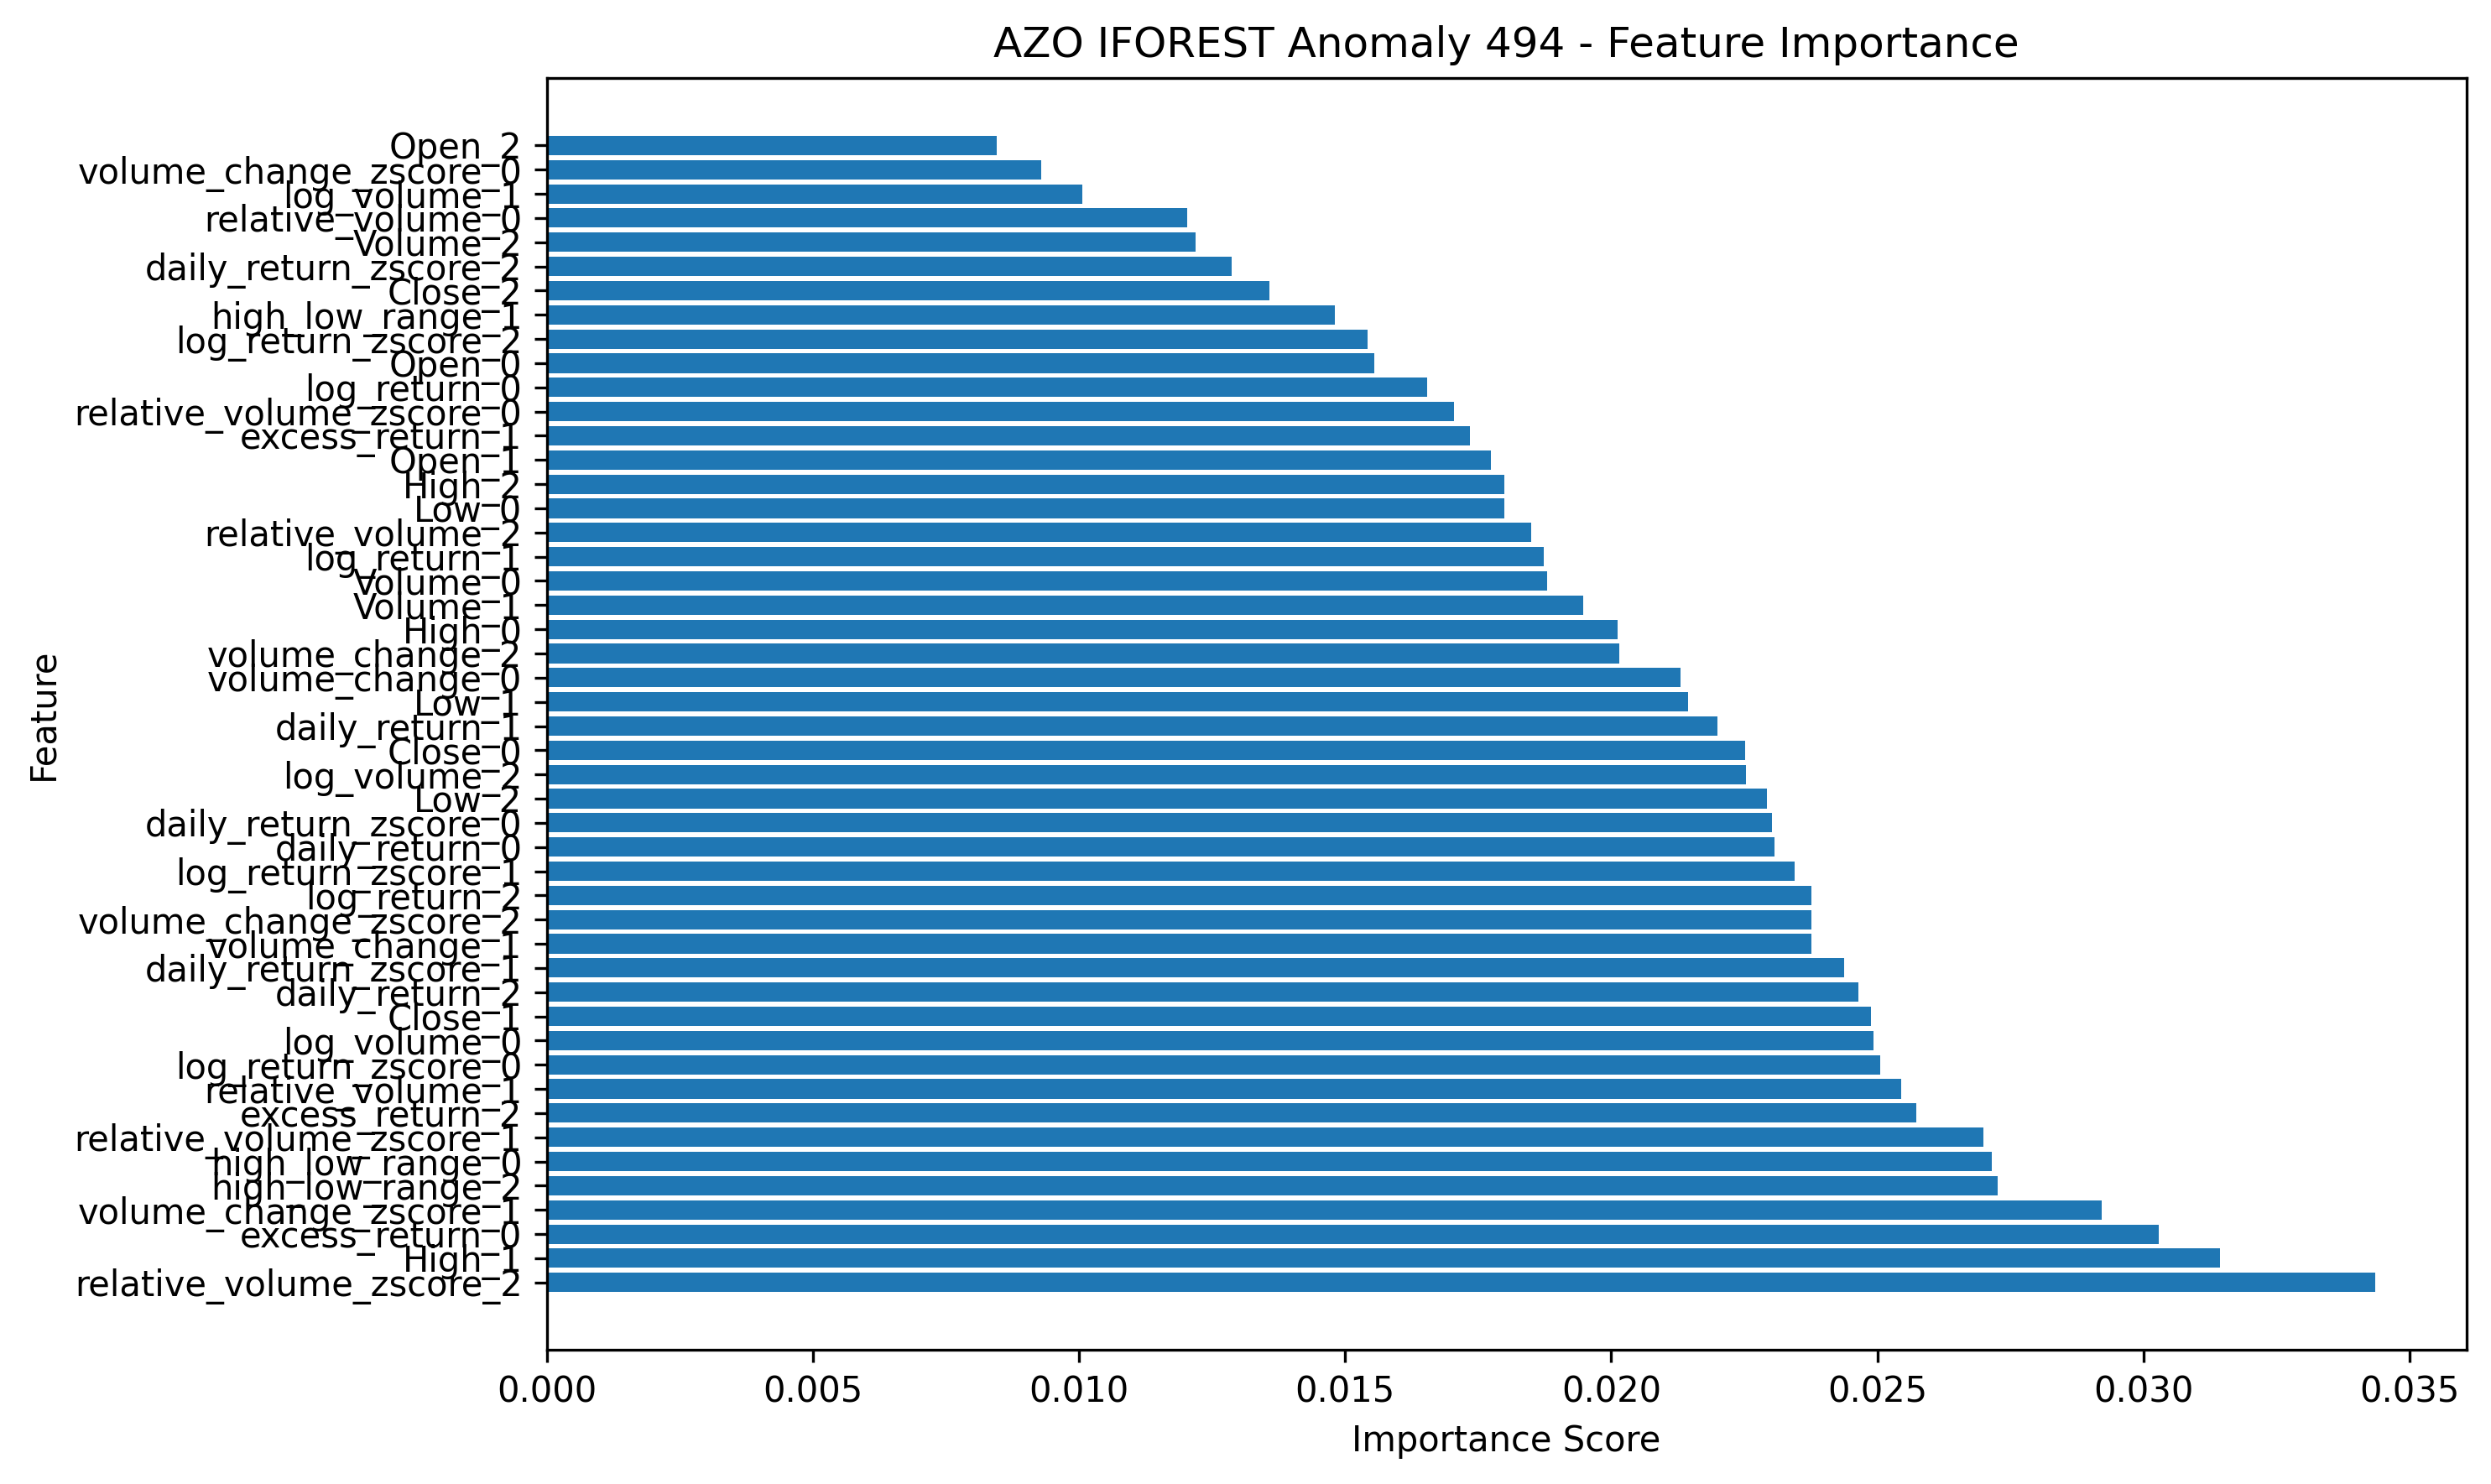 AZO IFOREST Anomaly 494 - Feature Importance
Open_2
volume_change_zscore_0
log_volume_1
relative_volume_0
Volume_2
daily_return_zscore_2
Close_2
high_low_range_1
log_return_zscore_2
Open_0
log_return_0
relative_volume_zscore_0
excess_return_1
Open_1
High_2
Low_0
relative_volume_2
log_return_1
Volume_0
Volume_1
High_0
volume_change_2
volume_change_0
Low_1
daily_return_1
Close_0
log_volume_2
Low_2
daily_return_zscore_0
daily_return_0
log_return_zscore_1
log_return_2
volume_change_zscore_2
volume_change_1
daily_return_zscore_1
daily_return_2
Close_1
log_volume_0
log_return_zscore_0
relative_volume_1
excess_return_2
relative_volume_zscore_1
high_low_range_0
high_low_range_2
volume_change_zscore_1
excess_return_0
High_1
relative_volume_zscore_2
Feature
0.000 0.005 0.010 0.015 0.020 0.025 0.030 0.035
Importance Score